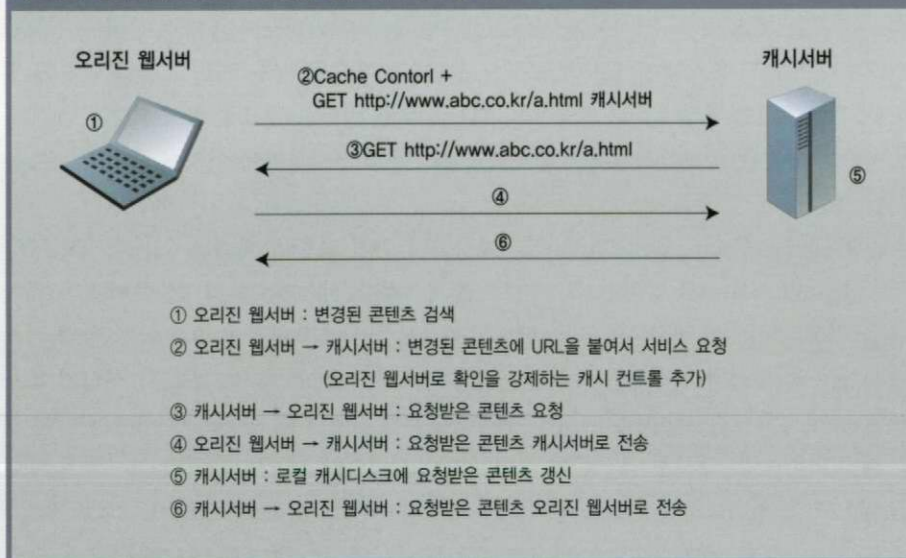 오리진 웹서버
캐시서버
②Cache Contorl +
GET http://www.abc.co.kr/a.html 캐시서버
①
③GET http://www.abc.co.kr/a.html
⑤
④
⑥
① 오리진 웹서버 : 변경된 콘텐츠 검색
② 오리진 웹서버 → 캐시서버 : 변경된 콘텐츠에 URL을 붙여서 서비스 요청
(오리진 웹서버로 확인을 강제하는 캐시 컨트롤 추가)
③ 캐시서버 → 오리진 웹서버 : 요청받은 콘텐츠 요청
④ 오리진 웹서버 → 캐시서버 : 요청받은 콘텐츠 캐시서버로 전송
⑤ 캐시서버 : 로컬 캐시디스크에 요청받은 콘텐츠 갱신
⑥ 캐시서버 → 오리진 웹서버 : 요청받은 콘텐츠 오리진 웹서버로 전송